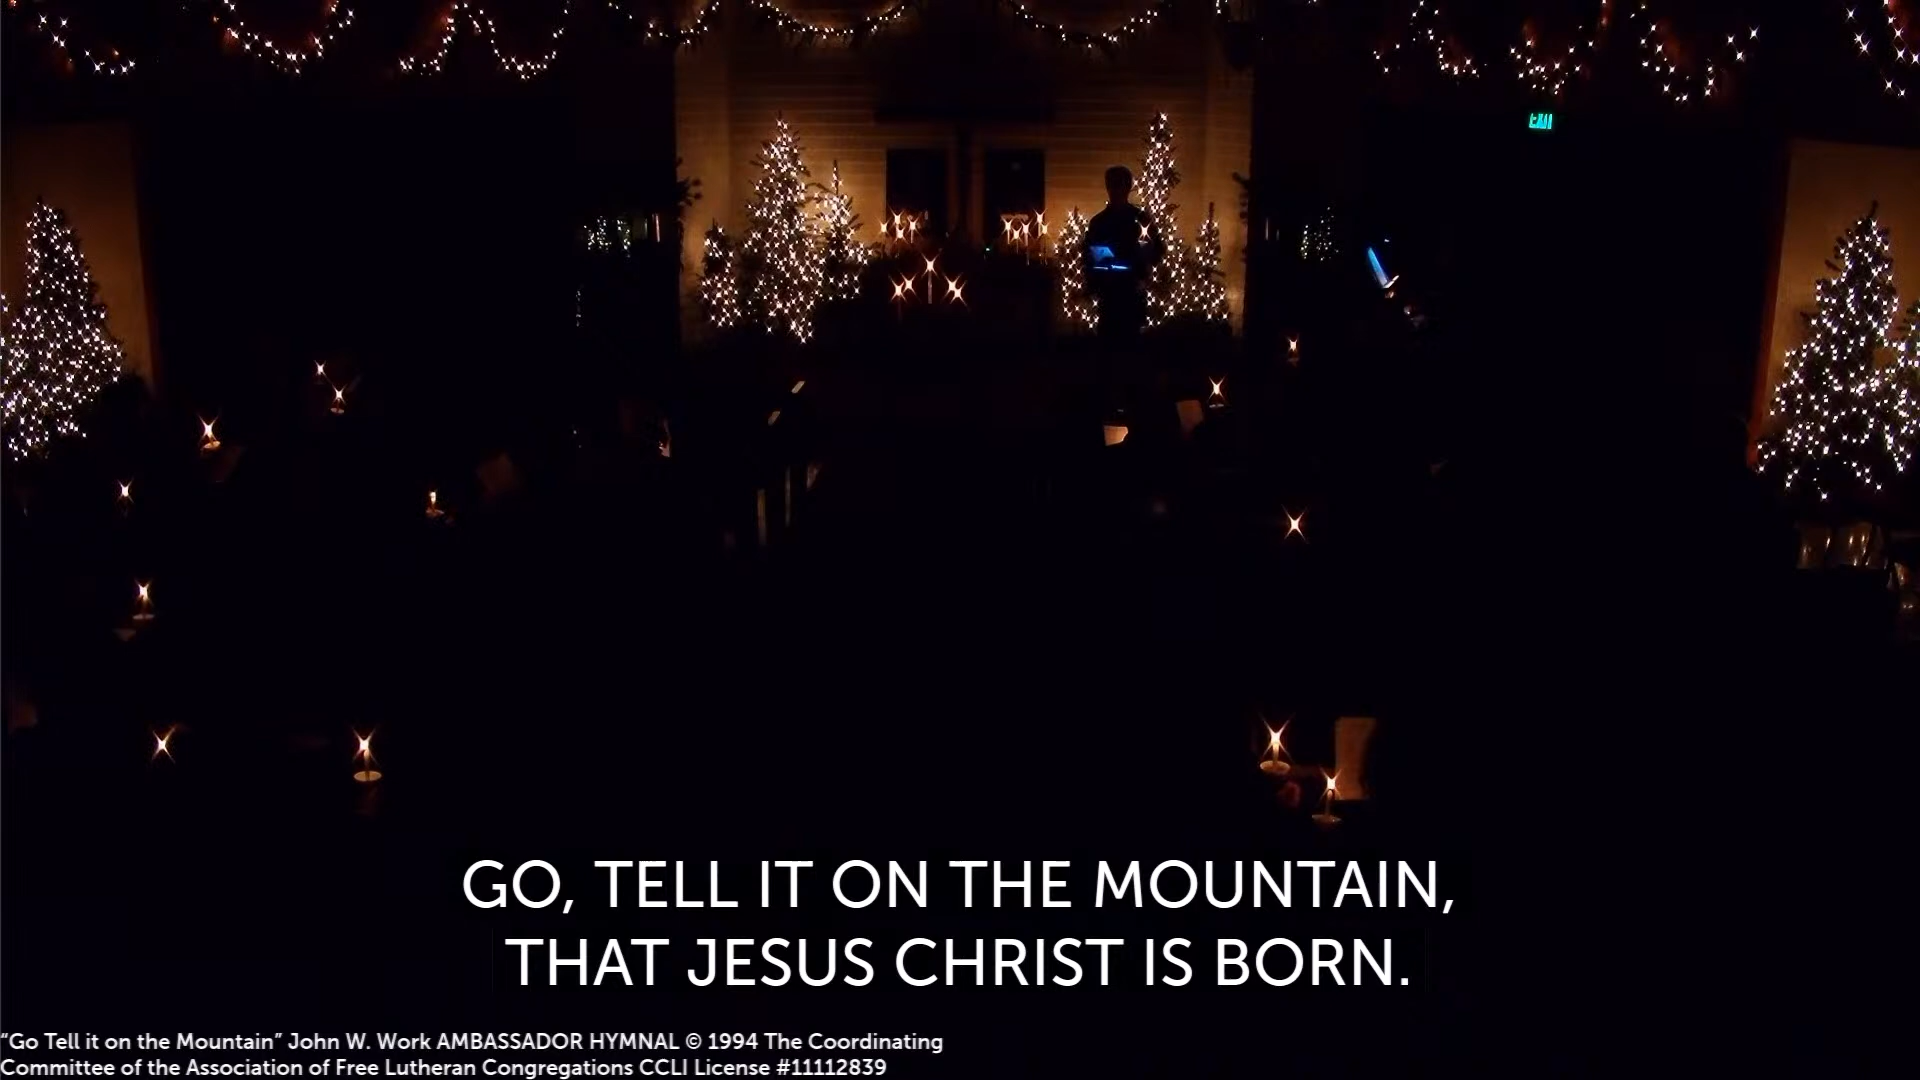 EXIT
GO, TELL IT ON THE MOUNTAIN,
THAT JESUS CHRIST IS BORN.
“Go Tell it on the Mountain” John W. Work AMBASSADOR HYMNAL © 1994 The Coordinating
Committee of the Association of Free Lutheran Congregations CCLI License #11112839